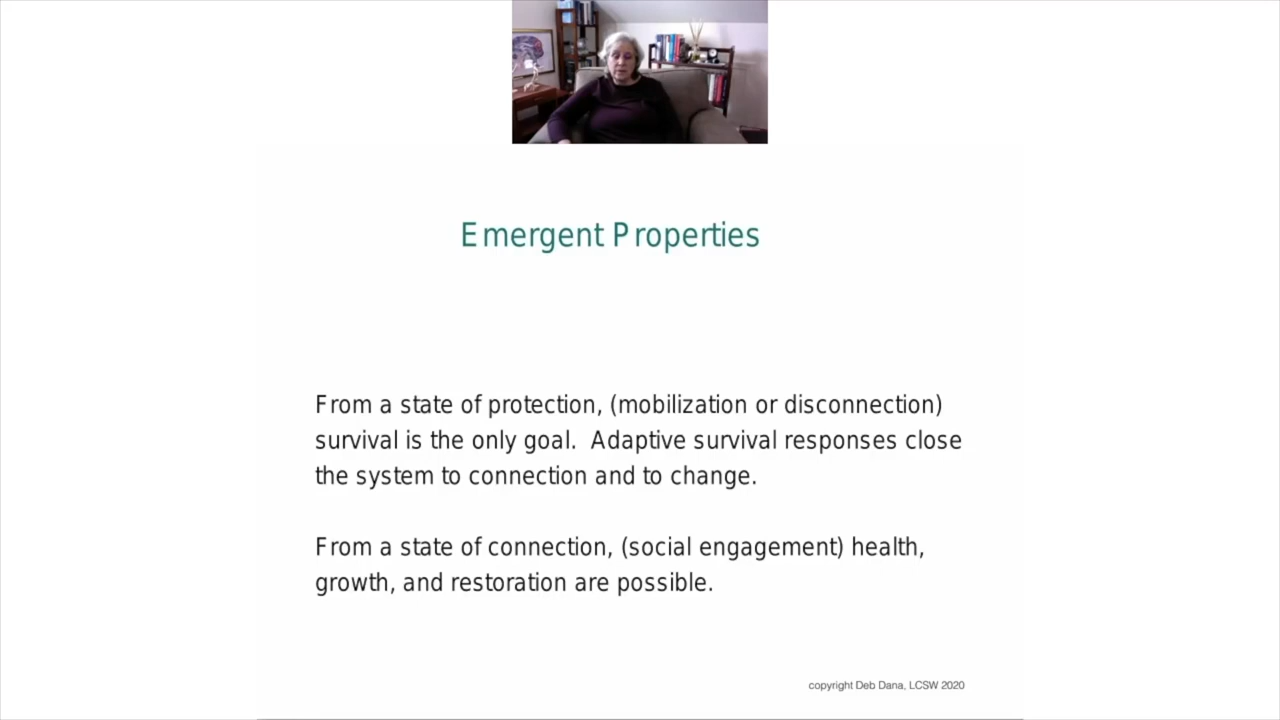 Emergent Properties
From a state of protection, (mobilization or disconnection)
survival is the only goal.  Adaptive survival responses close
the system to connection and to change.
From a state of connection, (social engagement) health,
growth, and restoration are possible.
copyright Deb Dana, LCSW 2020